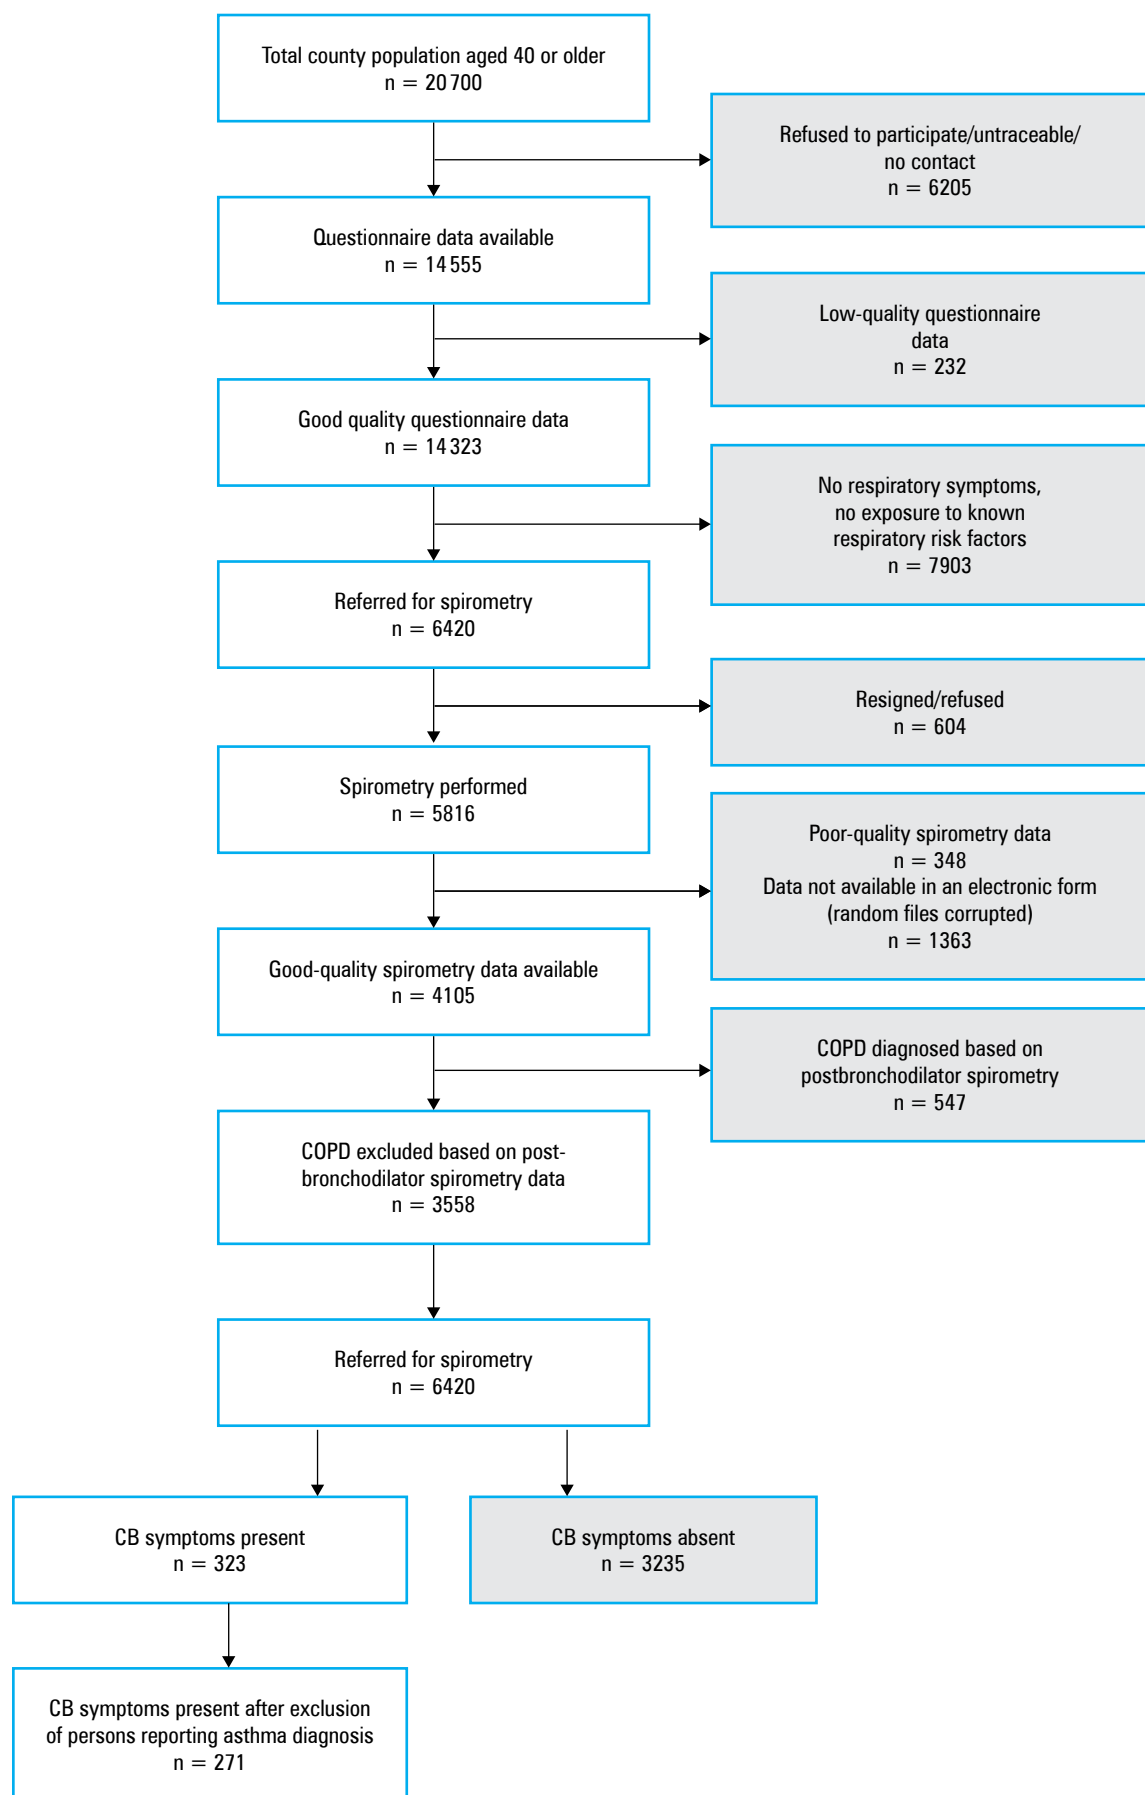 Total county population aged 40 or older
n = 20 700
Refused to participate/untraceable/
no contact
n = 6205
Questionnaire data available
n = 14 555
Low-quality questionnaire
data
n = 232
Good quality questionnaire data
n = 14 323
No respiratory symptoms,
no exposure to known
respiratory risk factors
n = 7903
Referred for spirometry
n = 6420
Resigned/refused
n = 604
Spirometry performed
n = 5816
Poor-quality spirometry data
n = 348
Data not available in an electronic form
(random files corrupted)
n = 1363
Good-quality spirometry data available
n = 4105
COPD diagnosed based on
postbronchodilator spirometry
n = 547
COPD excluded based on post-
bronchodilator spirometry data
n = 3558
Referred for spirometry
n = 6420
CB symptoms present
n = 323
CB symptoms absent
n = 3235
CB symptoms present after exclusion
of persons reporting asthma diagnosis
n = 271